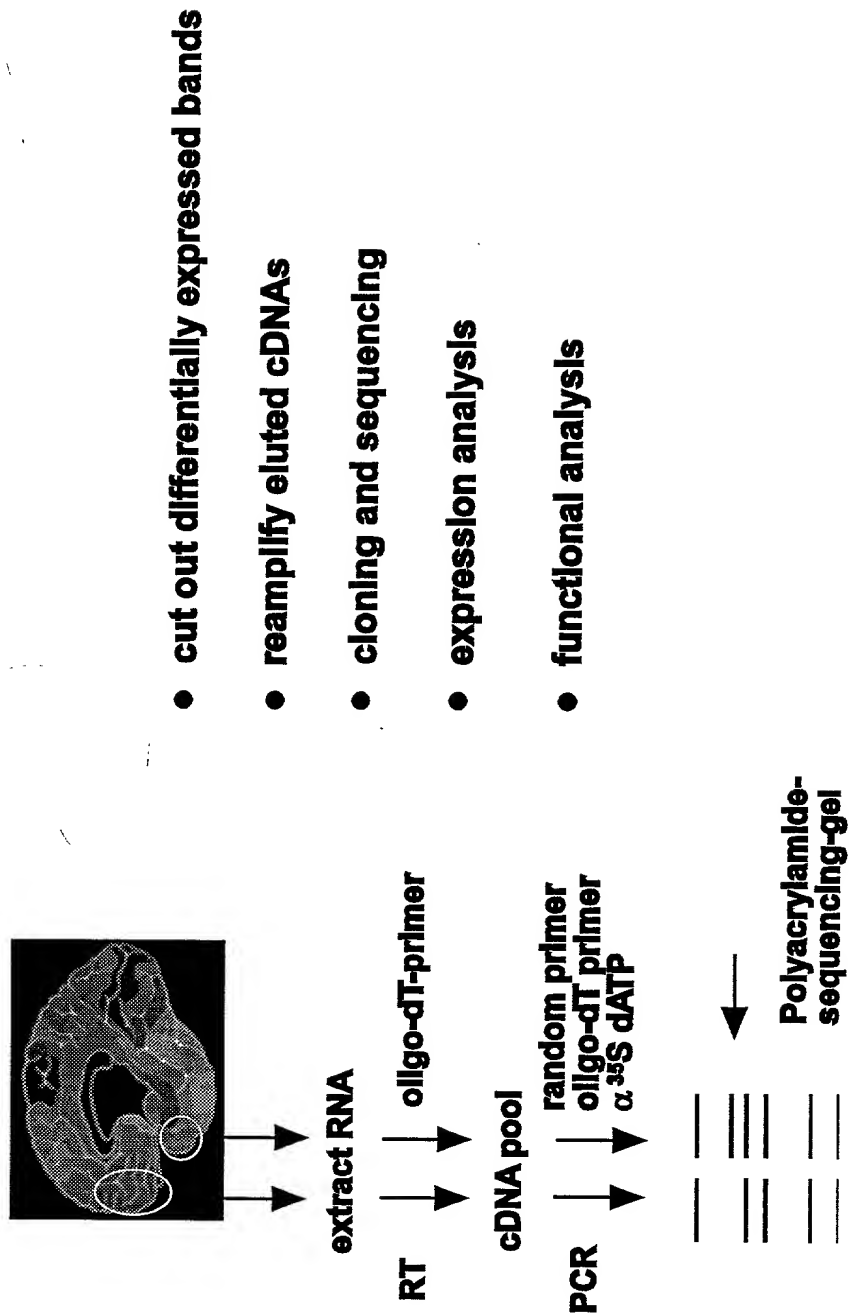 extract RNA
RT
oligo-dT-primer
cDNA pool
PCR
random primer
oligo-dT primer
α ³⁵S dATP
Polyacrylamide-
sequencing-gel
● cut out differentially expressed bands
● reamplify eluted cDNAs
● cloning and sequencing
● expression analysis
● functional analysis